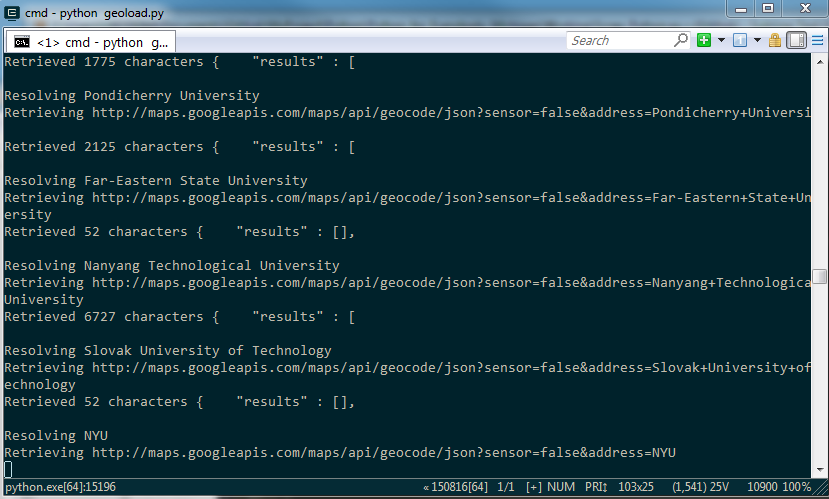 cmd - python geoload.py
<1> cmd - python g...
Search
Retrieved 1775 characters { "results" : [
Resolving Pondicherry University
Retrieving http://maps.googleapis.com/maps/api/geocode/json?sensor=false&address=Pondicherry+Universi
Retrieved 2125 characters { "results" : [
Resolving Far-Eastern State University
Retrieving http://maps.googleapis.com/maps/api/geocode/json?sensor=false&address=Far-Eastern+State+Un
ersity
Retrieved 52 characters { "results" : [],
Resolving Nanyang Technological University
Retrieving http://maps.googleapis.com/maps/api/geocode/json?sensor=false&address=Nanyang+Technologica
University
Retrieved 6727 characters { "results" : [
Resolving Slovak University of Technology
Retrieving http://maps.googleapis.com/maps/api/geocode/json?sensor=false&address=Slovak+University+of
echnology
Retrieved 52 characters { "results" : [],
Resolving NYU
Retrieving http://maps.googleapis.com/maps/api/geocode/json?sensor=false&address=NYU
python.exe[64]:15196 «150816[64] 1/1 [+] NUM PRI↕ 103x25 (1,541) 25V 10900 100%